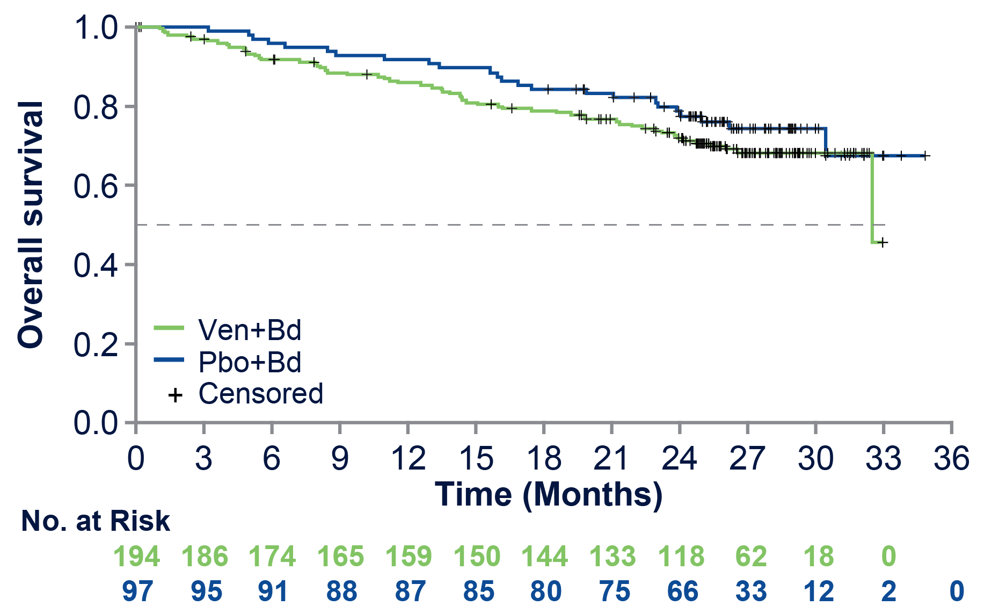 Overall survival
1.0
0.8
0.6
0.4
0.2
0.0
Ven+Bd
Pbo+Bd
+ Censored
0 3 6 9 12 15 18 21 24 27 30 33 36
Time (Months)
No. at Risk
194 186 174 165 159 150 144 133 118 62 18 0
97 95 91 88 87 85 80 75 66 33 12 2 0